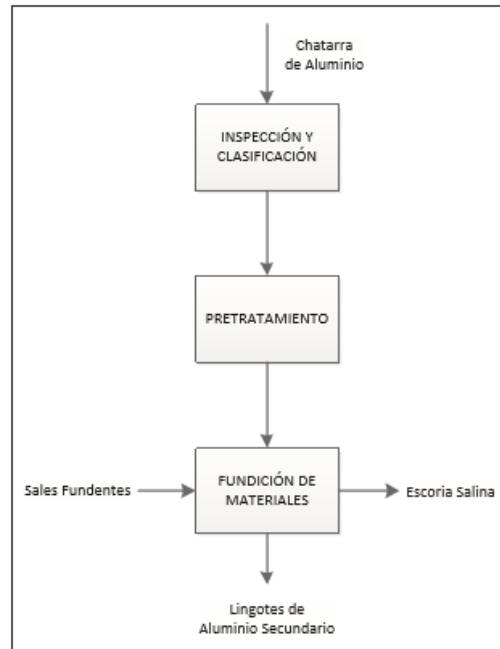 Chatarra
de Aluminio
INSPECCIÓN Y
CLASIFICACIÓN
PRETRATAMIENTO
Sales Fundentes
FUNDICIÓN DE
MATERIALES
Escoria Salina
Lingotes de
Aluminio Secundario